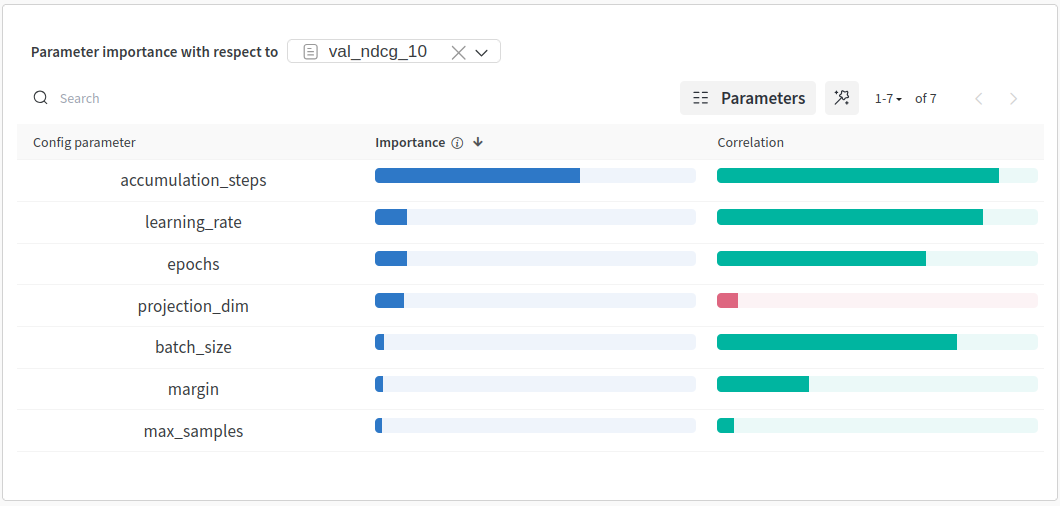 Parameter importance with respect to val_ndcg_10
Search Parameters 1-7 of 7
Config parameter Importance Correlation
accumulation_steps
learning_rate
epochs
projection_dim
batch_size
margin
max_samples